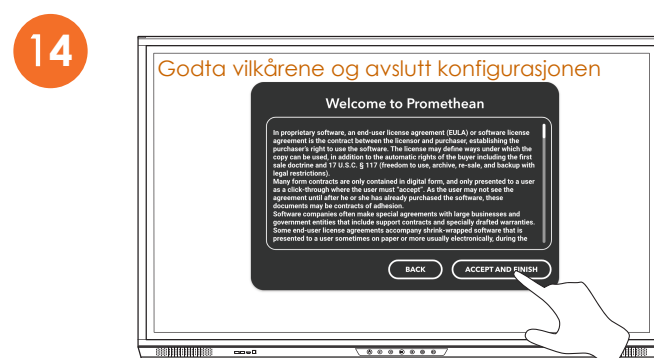 14
Godta vilkårene og avslutt konfigurasjonen
Welcome to Promethean
In proprietary software, an end-user license agreement (EULA) or software license
agreement is the contract between the licensor and purchaser, establishing the
purchaser's right to use the software. The license may define ways under which the
copy can be used, in addition to the automatic rights of the buyer including the first
sale doctrine and 17 U.S.C. § 117 (freedom to use, archive, re-sale, and backup with
legal restrictions).
Many form contracts are only contained in digital form, and only presented to a user
as a click-through where the user must "accept". As the user may not see the
agreement until after he or she has already purchased the software, these
documents may be contracts of adhesion.
Software companies often make special agreements with large businesses and
government entities that include support contracts and specially drafted warranties.
Some end-user license agreements accompany shrink-wrapped software that is
presented to a user sometimes on paper or more usually electronically, during the
BACK
ACCEPT AND FINISH